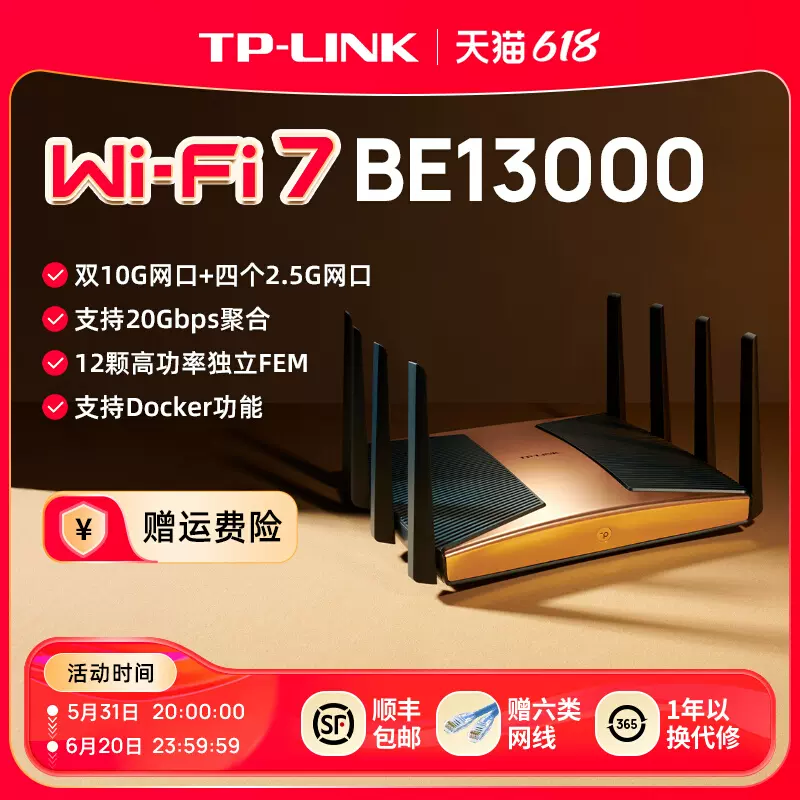 TP-LINK 天猫618
Wi-Fi 7 BE13000
双10G网口+四个2.5G网口
支持20Gbps聚合
12颗高功率独立FEM
支持Docker功能
TP-LINK
¥ 赠运费险
活动时间
5月31日 20:00:00
6月20日 23:59:59
SF
顺丰
包邮
赠六类
网线
365
1年以
换代修